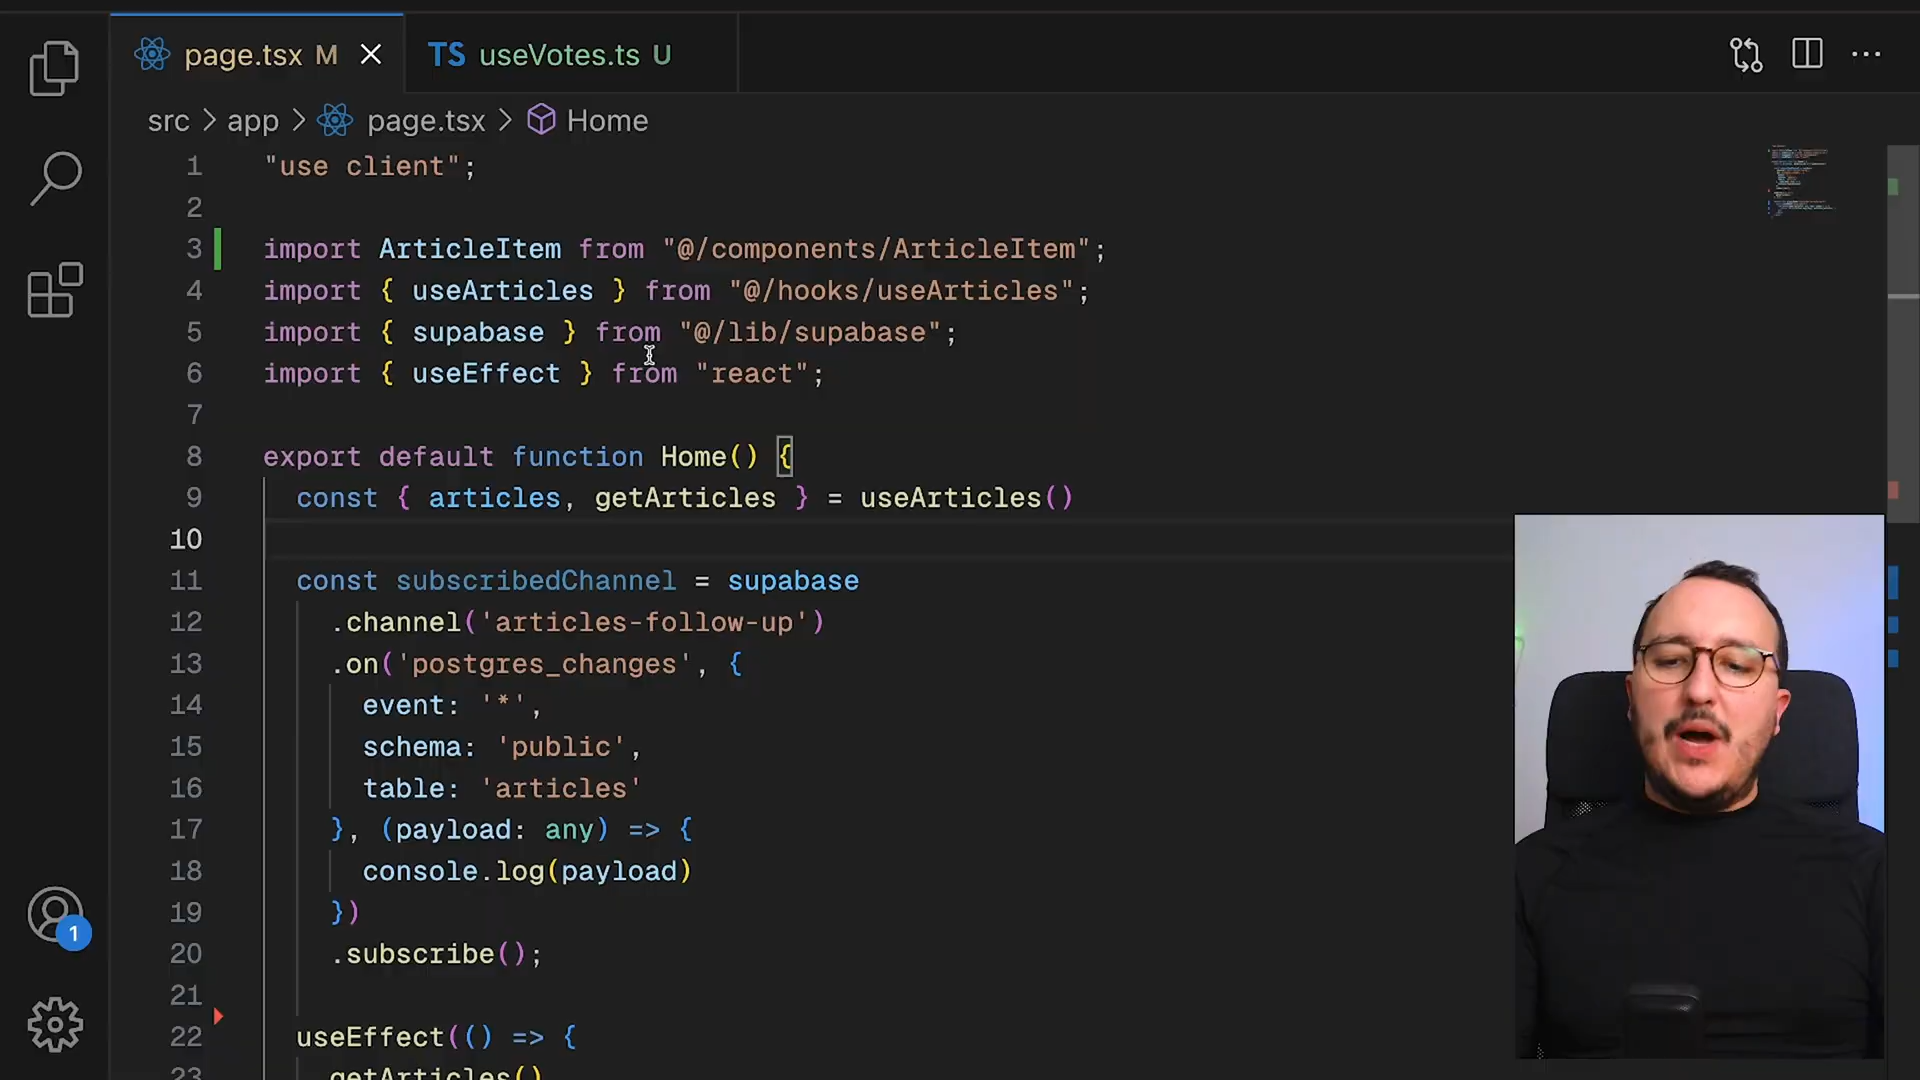 page.tsx M
TS useVotes.ts U
src > app > page.tsx > Home
1 "use client";
2
3 import ArticleItem from "@/components/ArticleItem";
4 import { useArticles } from "@/hooks/useArticles";
5 import { supabase } from "@/lib/supabase";
6 import { useEffect } from "react";
7
8 export default function Home() {
9 const { articles, getArticles } = useArticles()
10
11 const subscribedChannel = supabase
12 .channel('articles-follow-up')
13 .on('postgres_changes', {
14 event: '*',
15 schema: 'public',
16 table: 'articles'
17 }, (payload: any) => {
18 console.log(payload)
19 })
20 .subscribe();
21
22 useEffect(() => {
23 getArticles()
1